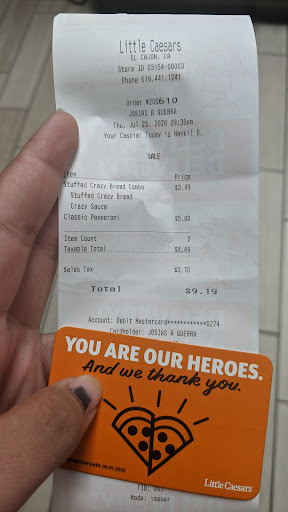 Little Caesars
EL CAJON, CA
Store ID 03154-00003
Phone 619.441.1241
Order #200610
JOSIAS A GUERRA
Thu, Jul 23, 2020 09:35pm
Your Cashier Today is Maykil B.
SALE
Item Price
Stuffed Crazy Bread Combo $3.49
Stuffed Crazy Bread
Crazy Sauce
Classic Pepperoni $5.00
Item Count 3
Taxable Total $8.49
Sales Tax $0.70
Total $9.19
Account: Debit Mastercard************0274
Cardholder: JOSIAS A GUERRA
YOU ARE OUR HEROES.
And we thank you.
Little Caesars
Mode: Issuer